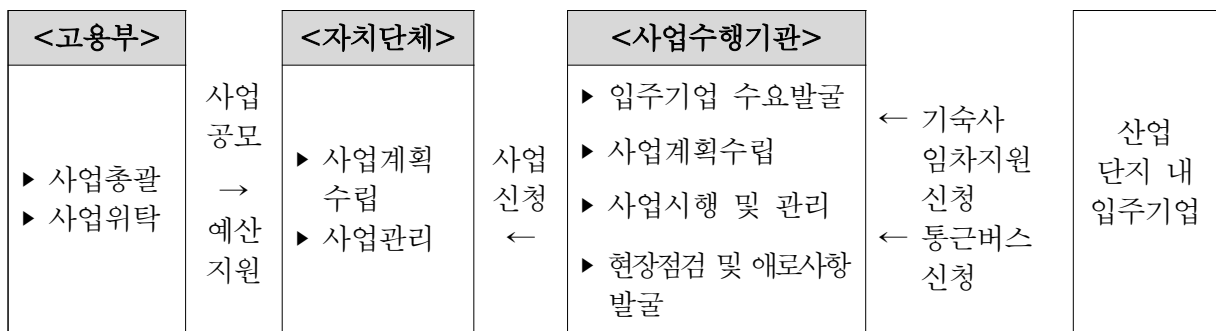 <고용부>
▶ 사업총괄
▶ 사업위탁
사업
공모
→
예산
지원
<자치단체>
▶ 사업계획
수립
▶ 사업관리
사업
신청
←
<사업수행기관>
▶ 입주기업 수요발굴
▶ 사업계획수립
▶ 사업시행 및 관리
▶ 현장점검 및 애로사항
발굴
← 기숙사
임차지원
신청
← 통근버스
신청
산업
단지 내
입주기업